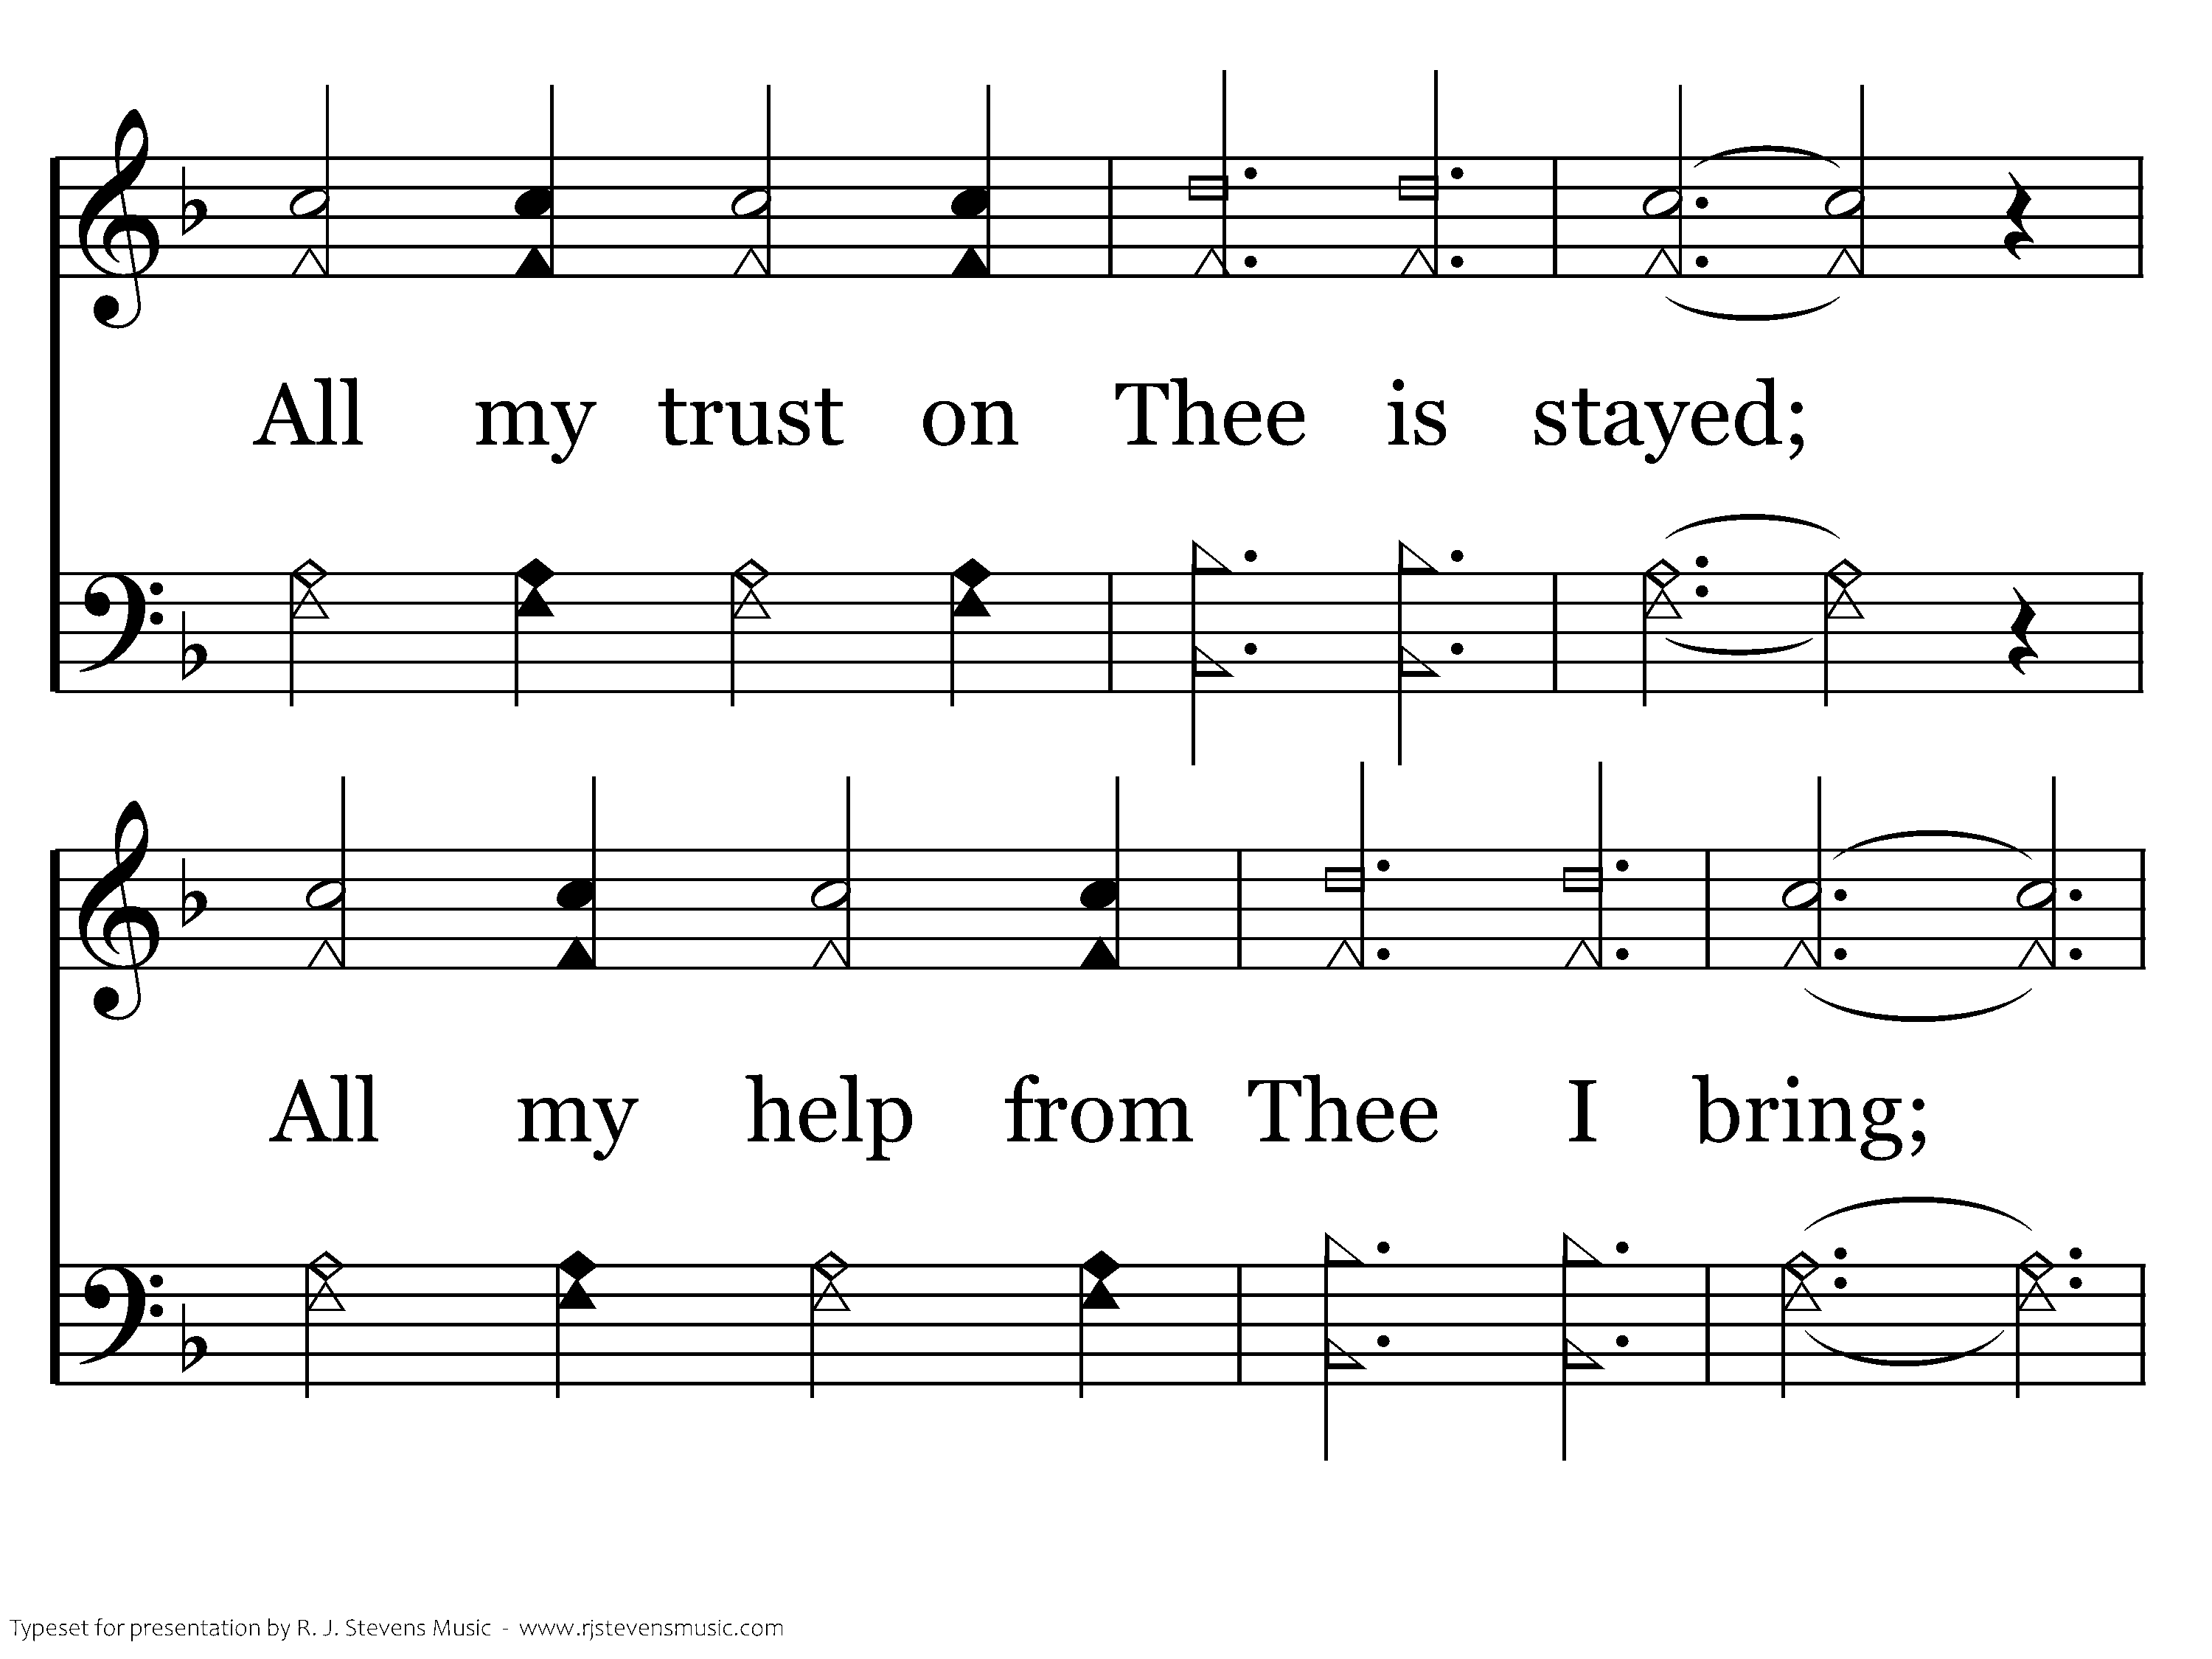 All my trust on Thee is stayed;
All my help from Thee I bring;
Typeset for presentation by R. J. Stevens Music - www.rjstevensmusic.com